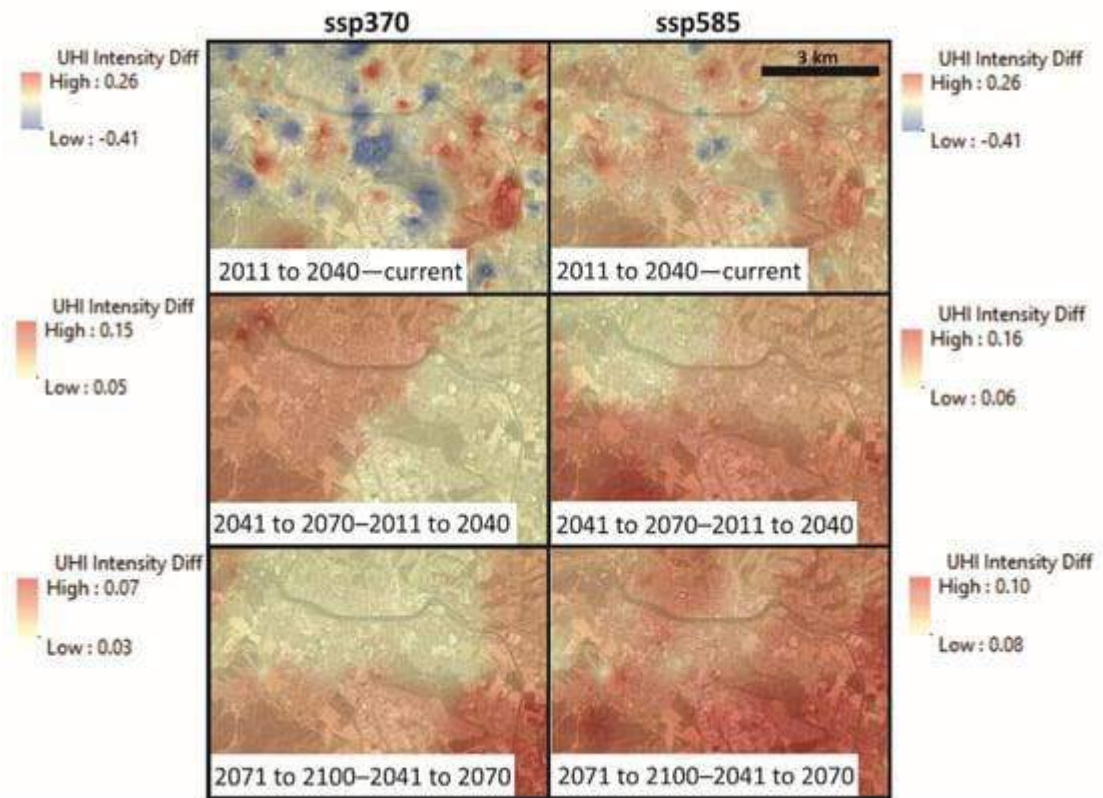 ssp370
ssp585
UHI Intensity Diff
High : 0.26
Low : -0.41
3 km
UHI Intensity Diff
High : 0.26
Low : -0.41
2011 to 2040—current
2011 to 2040—current
UHI Intensity Diff
High : 0.15
Low : 0.05
UHI Intensity Diff
High : 0.16
Low : 0.06
2041 to 2070–2011 to 2040
2041 to 2070–2011 to 2040
UHI Intensity Diff
High : 0.07
Low : 0.03
UHI Intensity Diff
High : 0.10
Low : 0.08
2071 to 2100–2041 to 2070
2071 to 2100–2041 to 2070